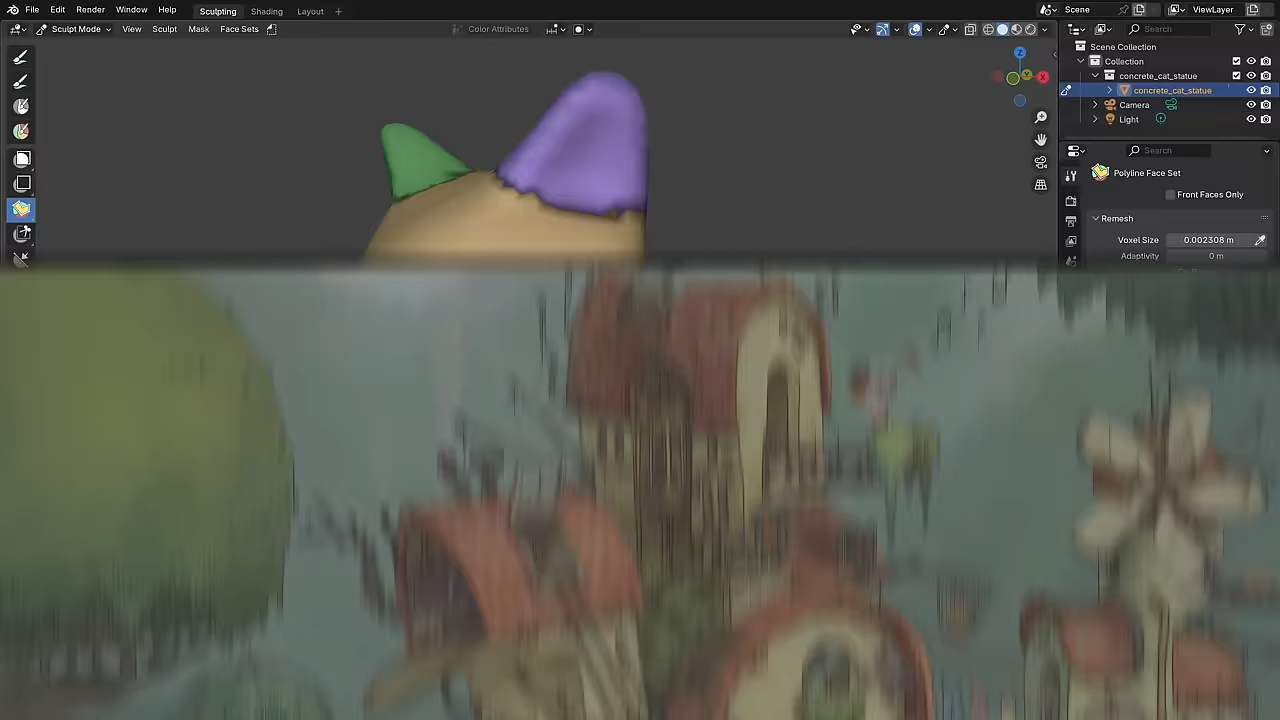 File Edit Render Window Help Sculpting Shading Layout + Scene ViewLayer
Sculpt Mode View Sculpt Mask Face Sets Color Attributes Search
Scene Collection
Collection
concrete_cat_statue
concrete_cat_statue
Camera
Light
Search
Polyline Face Set
Front Faces Only
Remesh
Voxel Size 0.002308 m
Adaptivity 0 m
Z
Y
X